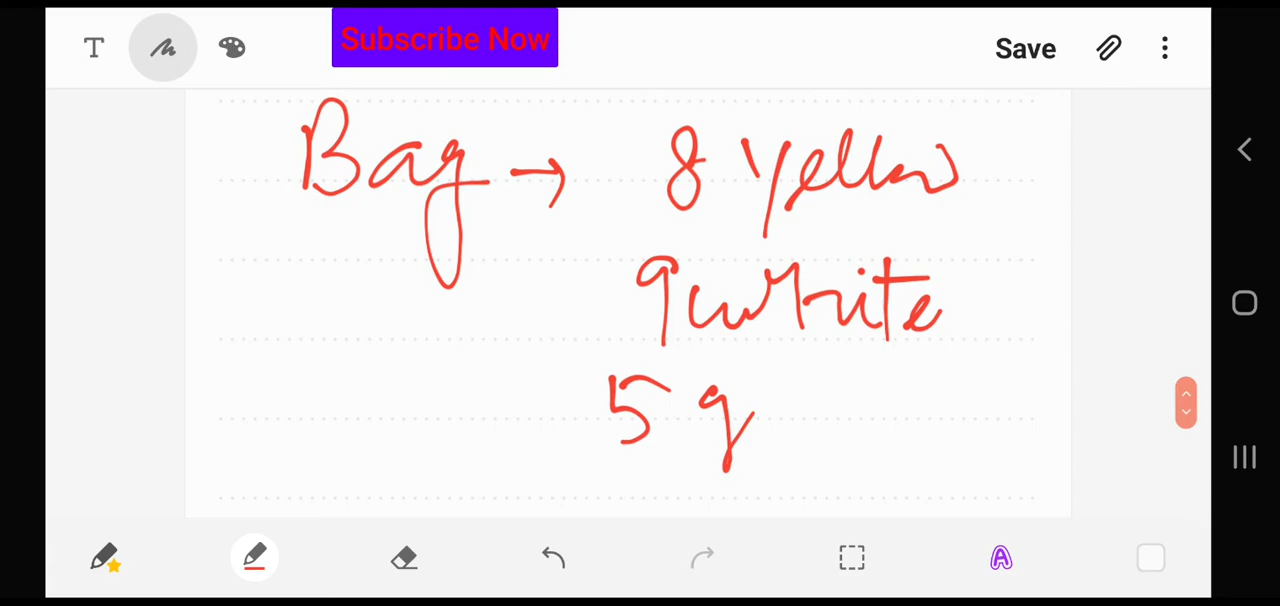 Subscribe Now
T Save
Bag → 8 yellow
9 white
5 g
A